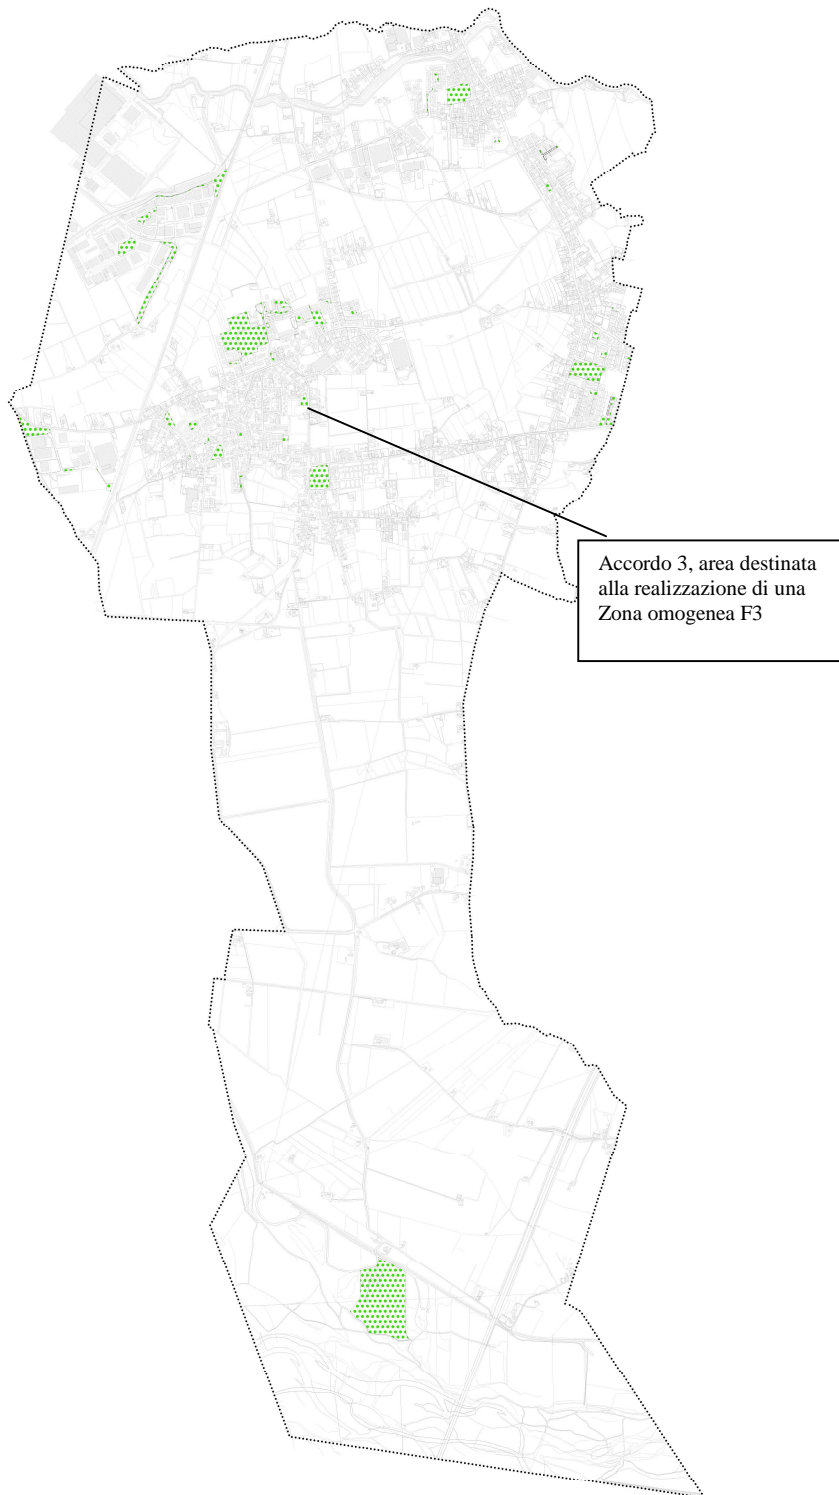 Accordo 3, area destinata
alla realizzazione di una
Zona omogenea F3